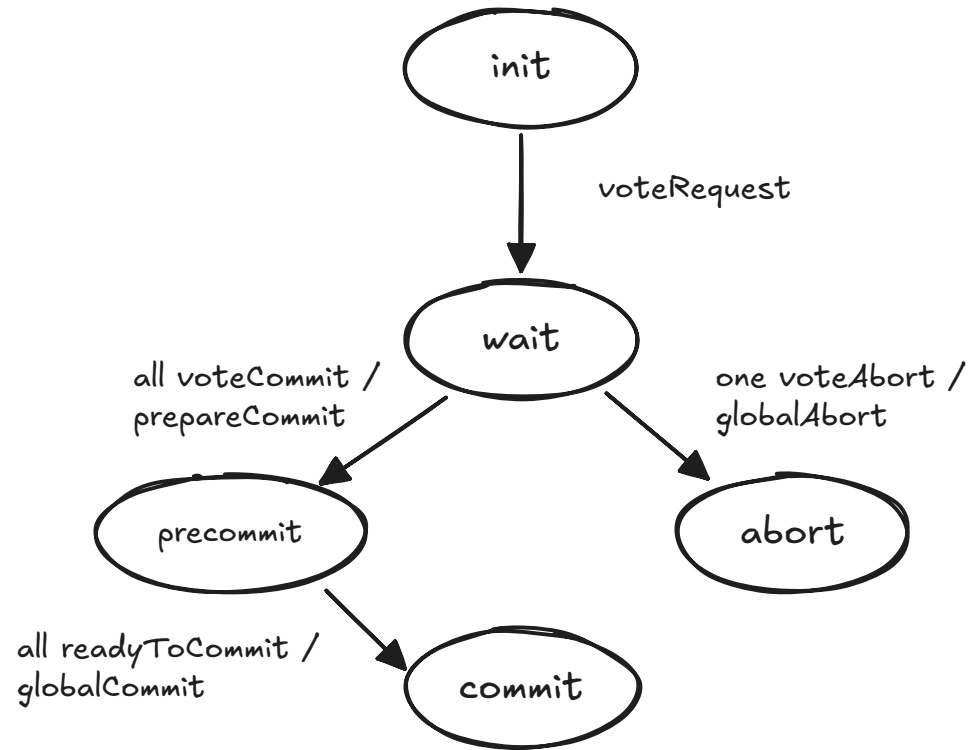 init
voteRequest
wait
all voteCommit /
prepareCommit
one voteAbort /
globalAbort
precommit
abort
all readyToCommit /
globalCommit
commit